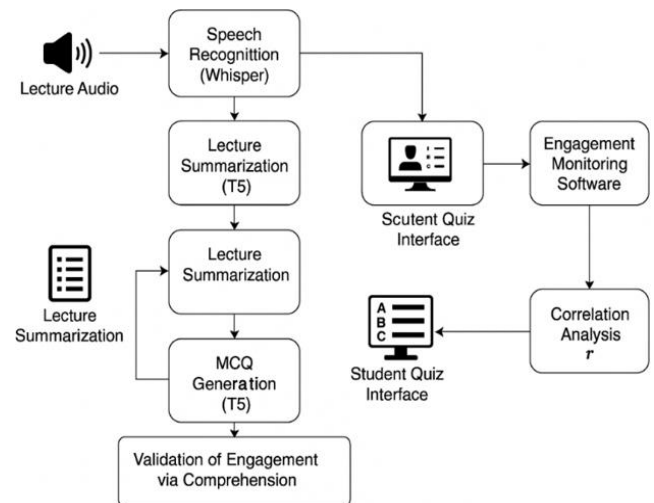 Lecture Audio
Speech
Recognittion
(Whisper)
Lecture
Summarization
(T5)
Lecture
Summarization
Lecture
Summarization
MCQ
Generation
(T5)
Validation of Engagement
via Comprehension
Scutent Quiz
Interface
Engagement
Monitoring
Software
A
B
C
Student Quiz
Interface
Correlation
Analysis
r